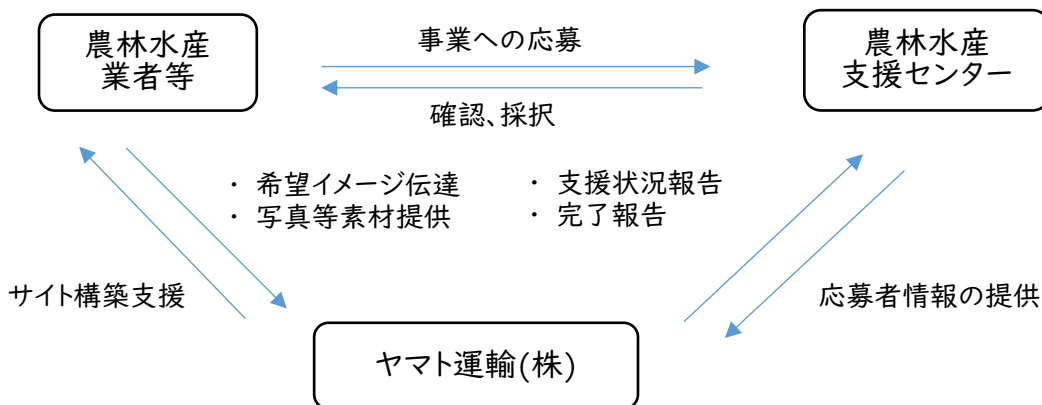 農林水産
業者等
事業への応募
農林水産
支援センター
確認、採択
・ 希望イメージ伝達
・ 写真等素材提供
・ 支援状況報告
・ 完了報告
サイト構築支援
応募者情報の提供
ヤマト運輸(株)